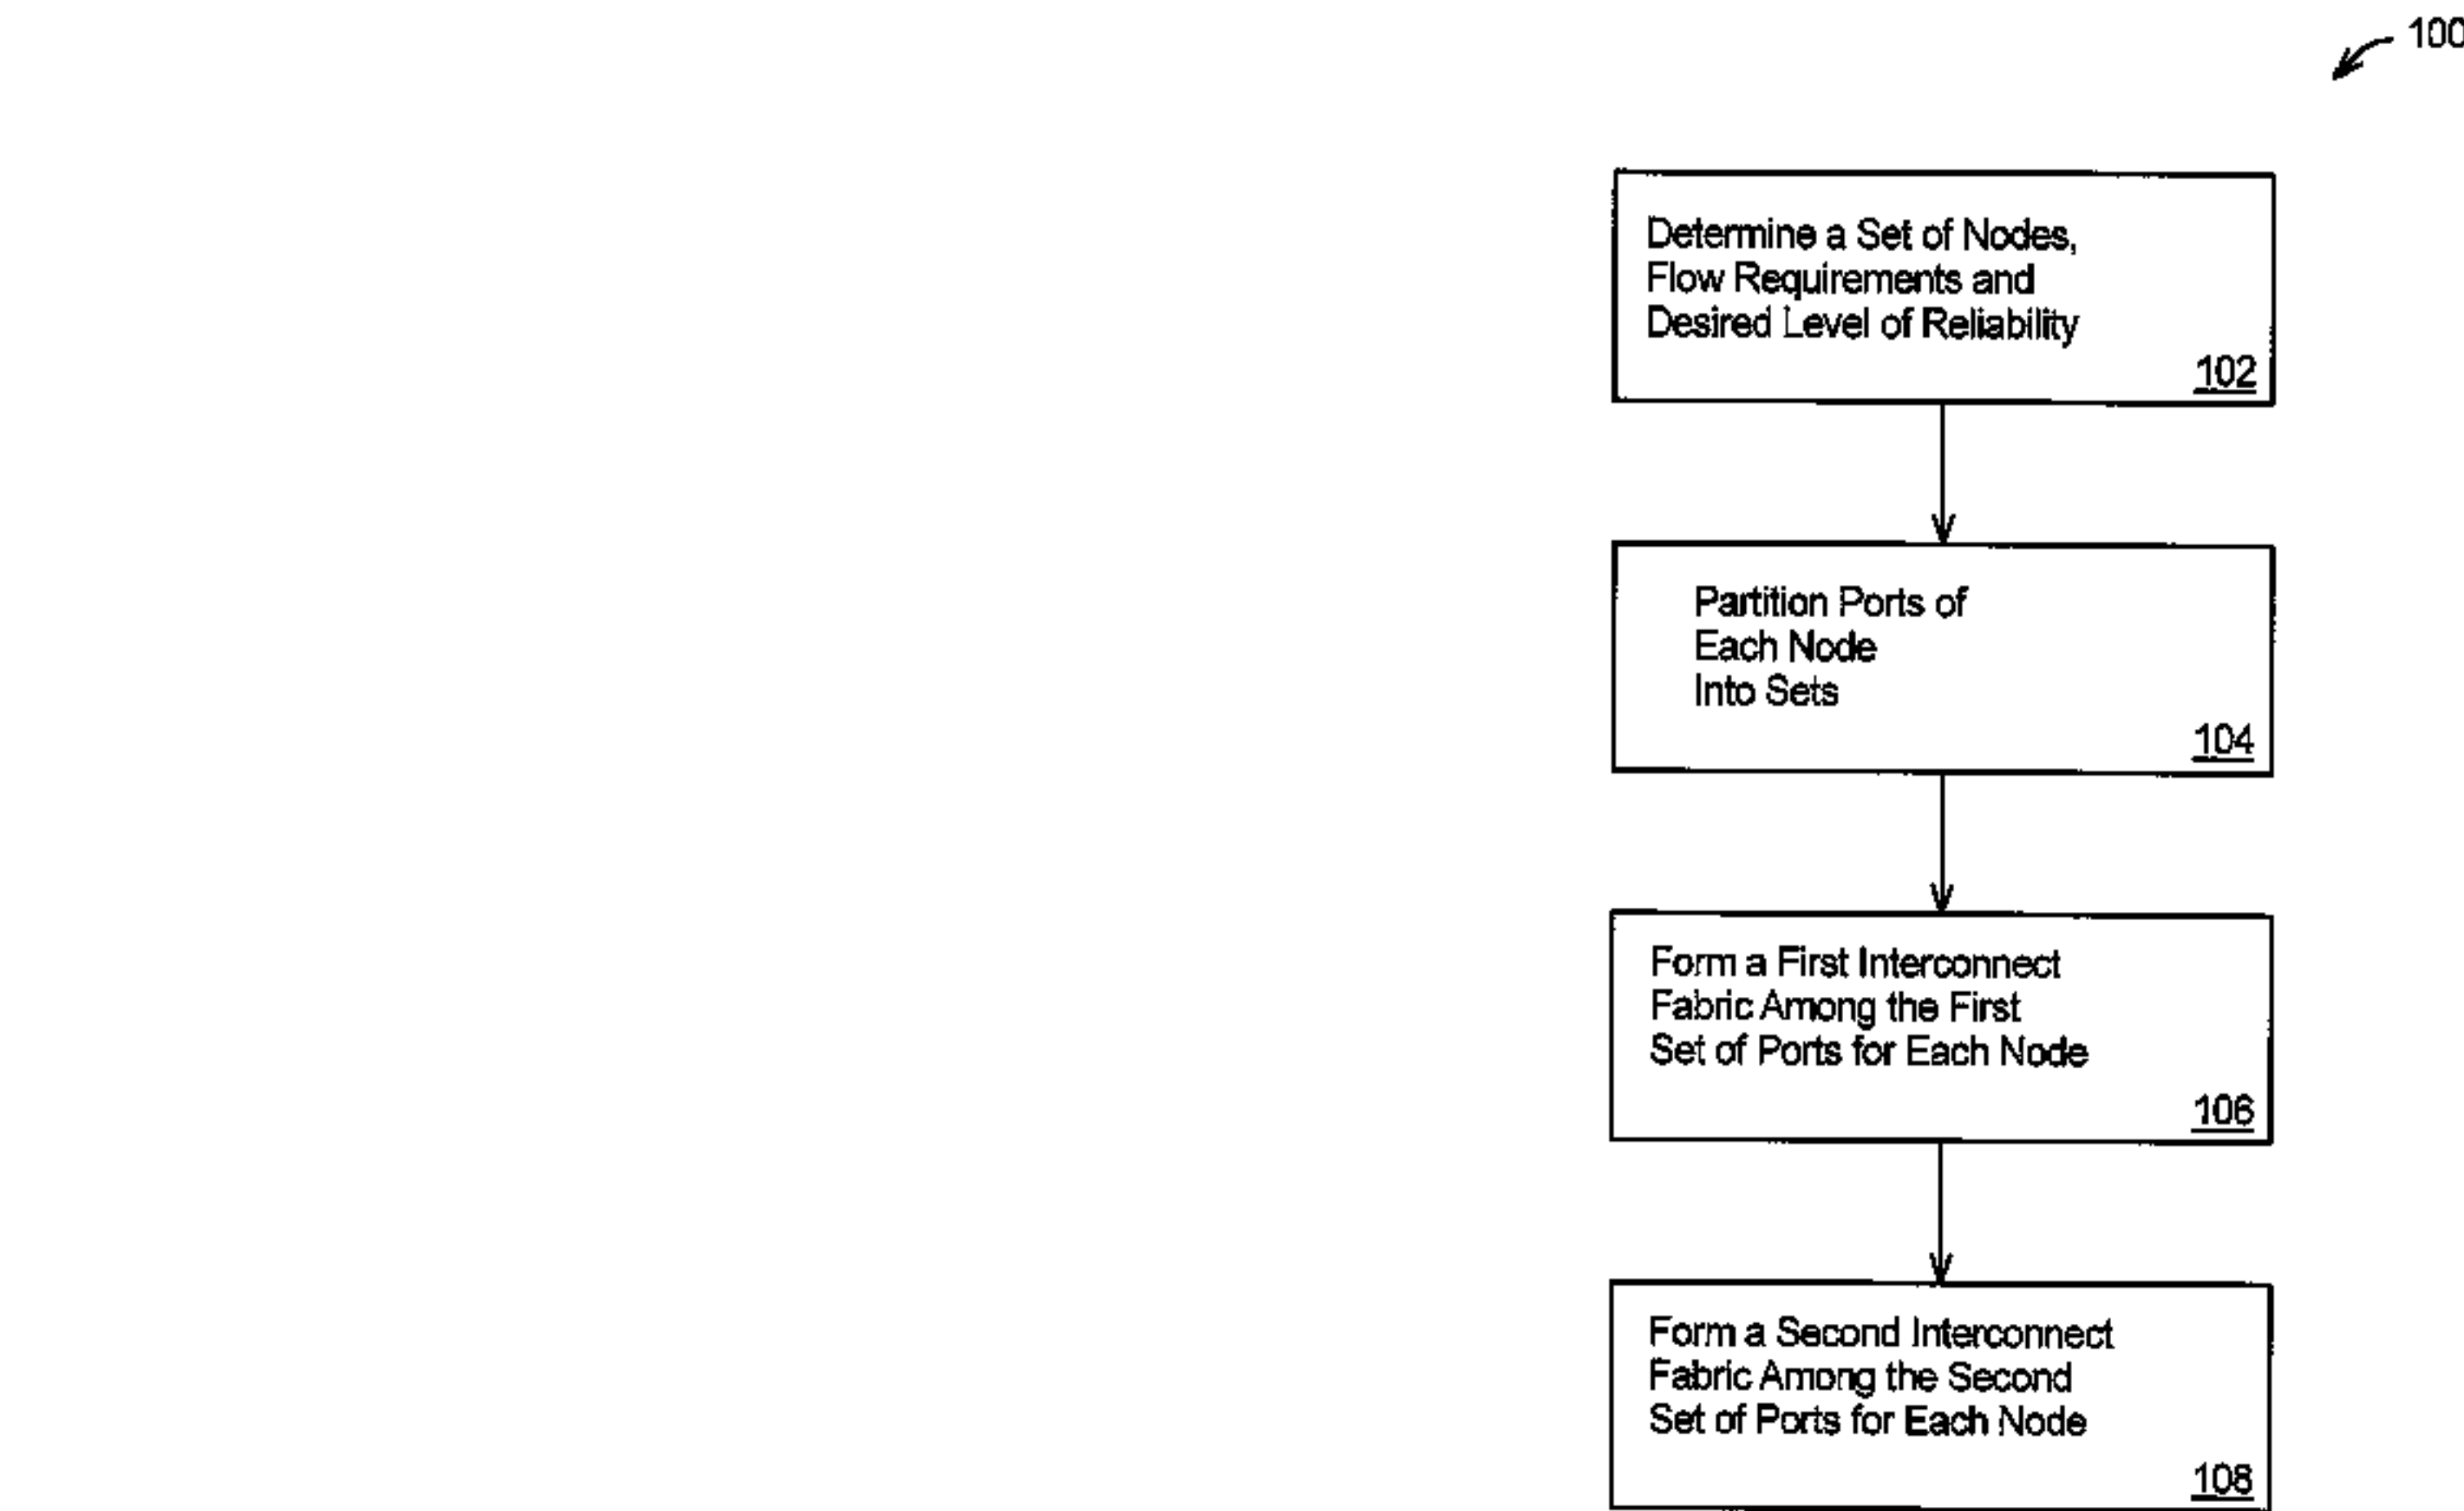 100
Determine a Set of Nodes,
Flow Requirements and
Desired Level of Reliability
102
Partition Ports of
Each Node
Into Sets
104
Form a First Interconnect
Fabric Among the First
Set of Ports for Each Node
106
Form a Second Interconnect
Fabric Among the Second
Set of Ports for Each Node
108